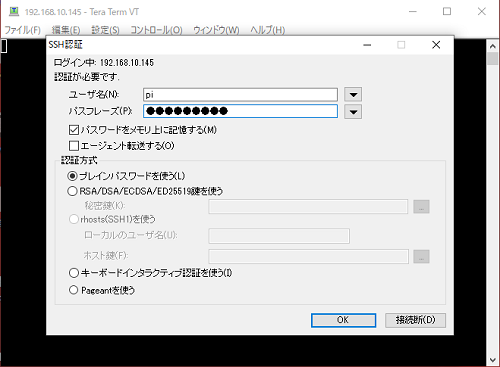 192.168.10.145 - Tera Term VT
ファイル(F) 編集(E) 設定(S) コントロール(O) ウィンドウ(W) ヘルプ(H)
SSH認証
ログイン中: 192.168.10.145
認証が必要です.
ユーザ名(N): pi
パスフレーズ(P): ●●●●●●●●●
パスワードをメモリ上に記憶する(M)
エージェント転送する(O)
認証方式
プレインパスワードを使う(L)
RSA/DSA/ECDSA/ED25519鍵を使う
秘密鍵(K): ...
rhosts(SSH1)を使う
ローカルのユーザ名(U):
ホスト鍵(F): ...
キーボードインタラクティブ認証を使う(I)
Pageantを使う
OK 接続断(D)